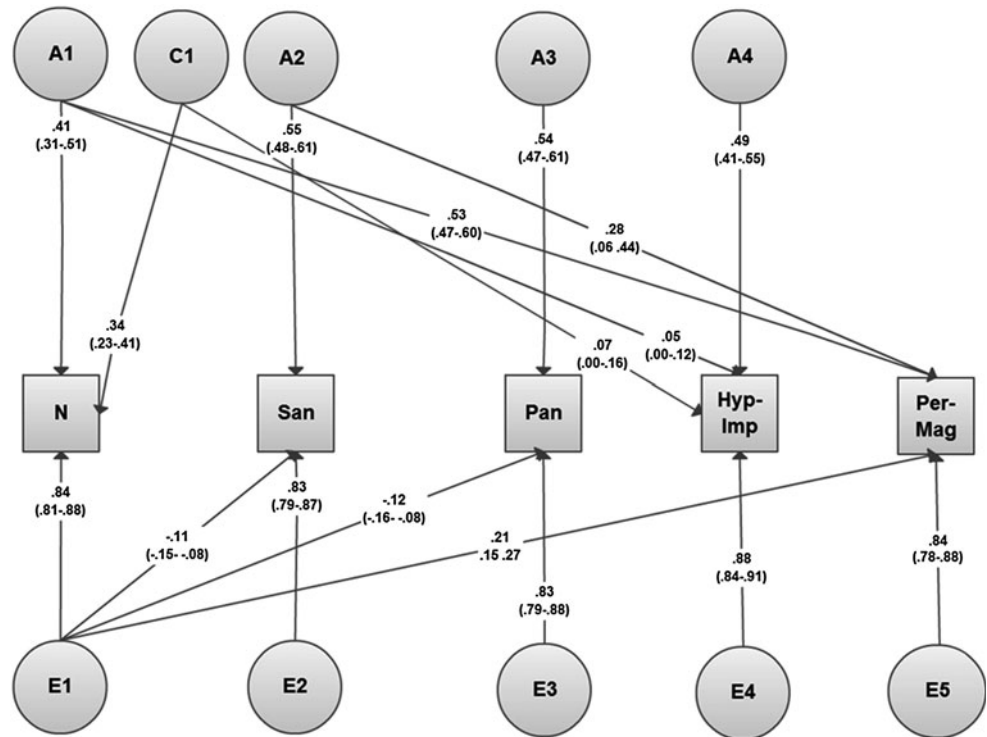 A1
C1
A2
A3
A4
.41
(.31-.51)
.55
(.48-.61)
.54
(.47-.61)
.49
(.41-.55)
.53
(.47-.60)
.28
(.06 .44)
.34
(.23-.41)
.07
(.00-.16)
.05
(.00-.12)
N
San
Pan
Hyp-
Imp
Per-
Mag
.84
(.81-.88)
-.11
(-.15- -.08)
.83
(.79-.87)
-.12
(-.16- -.08)
.21
.15 .27
.83
(.79-.88)
.88
(.84-.91)
.84
(.78-.88)
E1
E2
E3
E4
E5